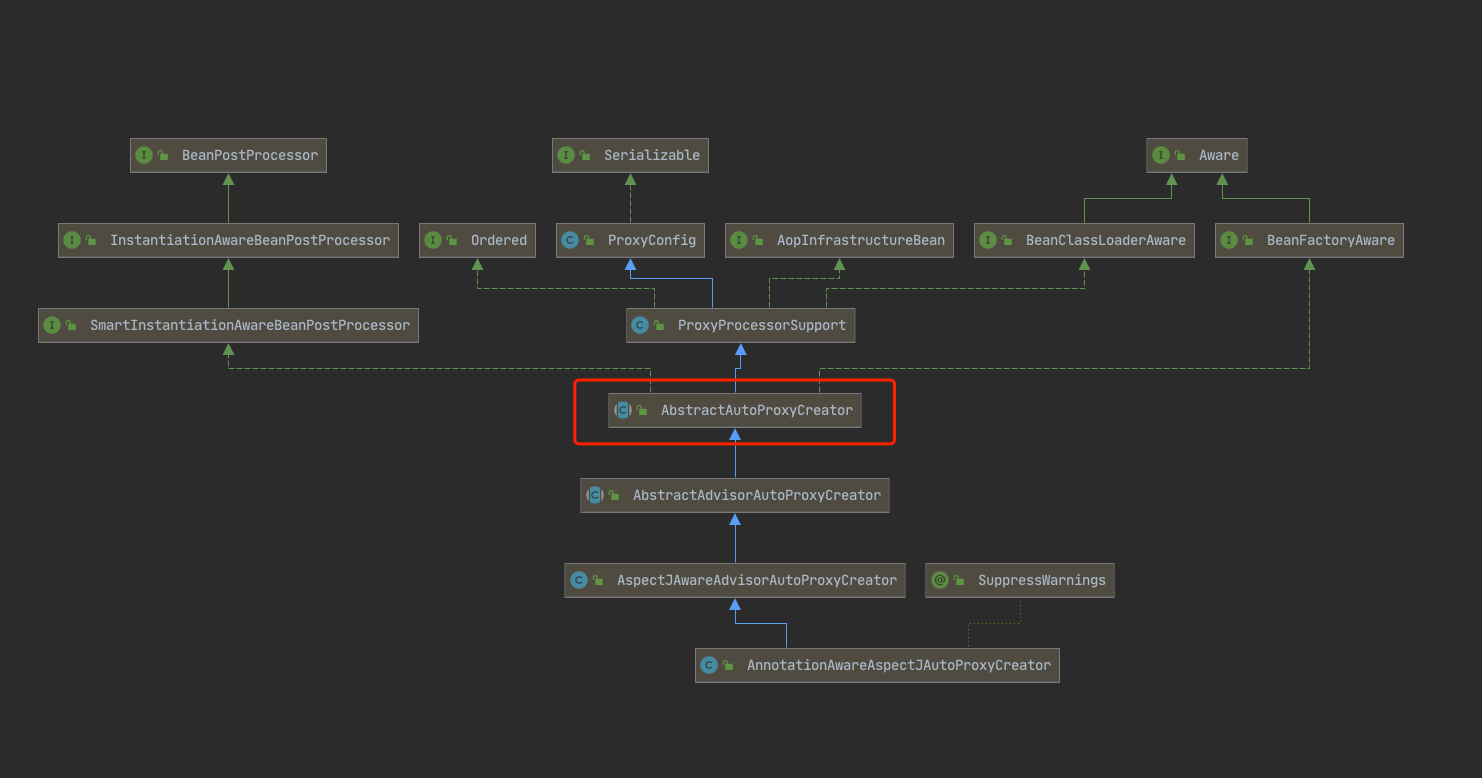 BeanPostProcessor
Serializable
Aware
InstantiationAwareBeanPostProcessor
Ordered
ProxyConfig
AopInfrastructureBean
BeanClassLoaderAware
BeanFactoryAware
SmartInstantiationAwareBeanPostProcessor
ProxyProcessorSupport
AbstractAutoProxyCreator
AbstractAdvisorAutoProxyCreator
AspectJAwareAdvisorAutoProxyCreator
SuppressWarnings
AnnotationAwareAspectJAutoProxyCreator